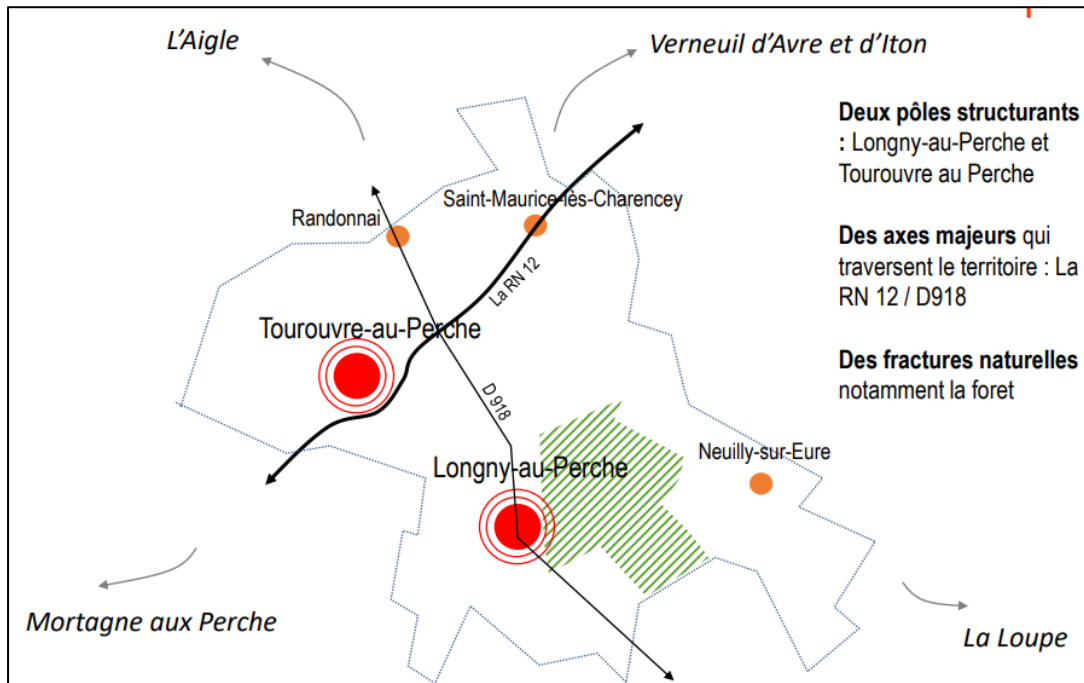 L'Aigle
Verneuil d'Avre et d'Iton
Deux pôles structurants
: Longny-au-Perche et
Tourouvre au Perche
Des axes majeurs qui
traversent le territoire : La
RN 12 / D918
Des fractures naturelles
notamment la foret
Saint-Maurice-lès-Charencey
Randonnai
La RN 12
Tourouvre-au-Perche
D 918
Longny-au-Perche
Neuilly-sur-Eure
Mortagne aux Perche
La Loupe